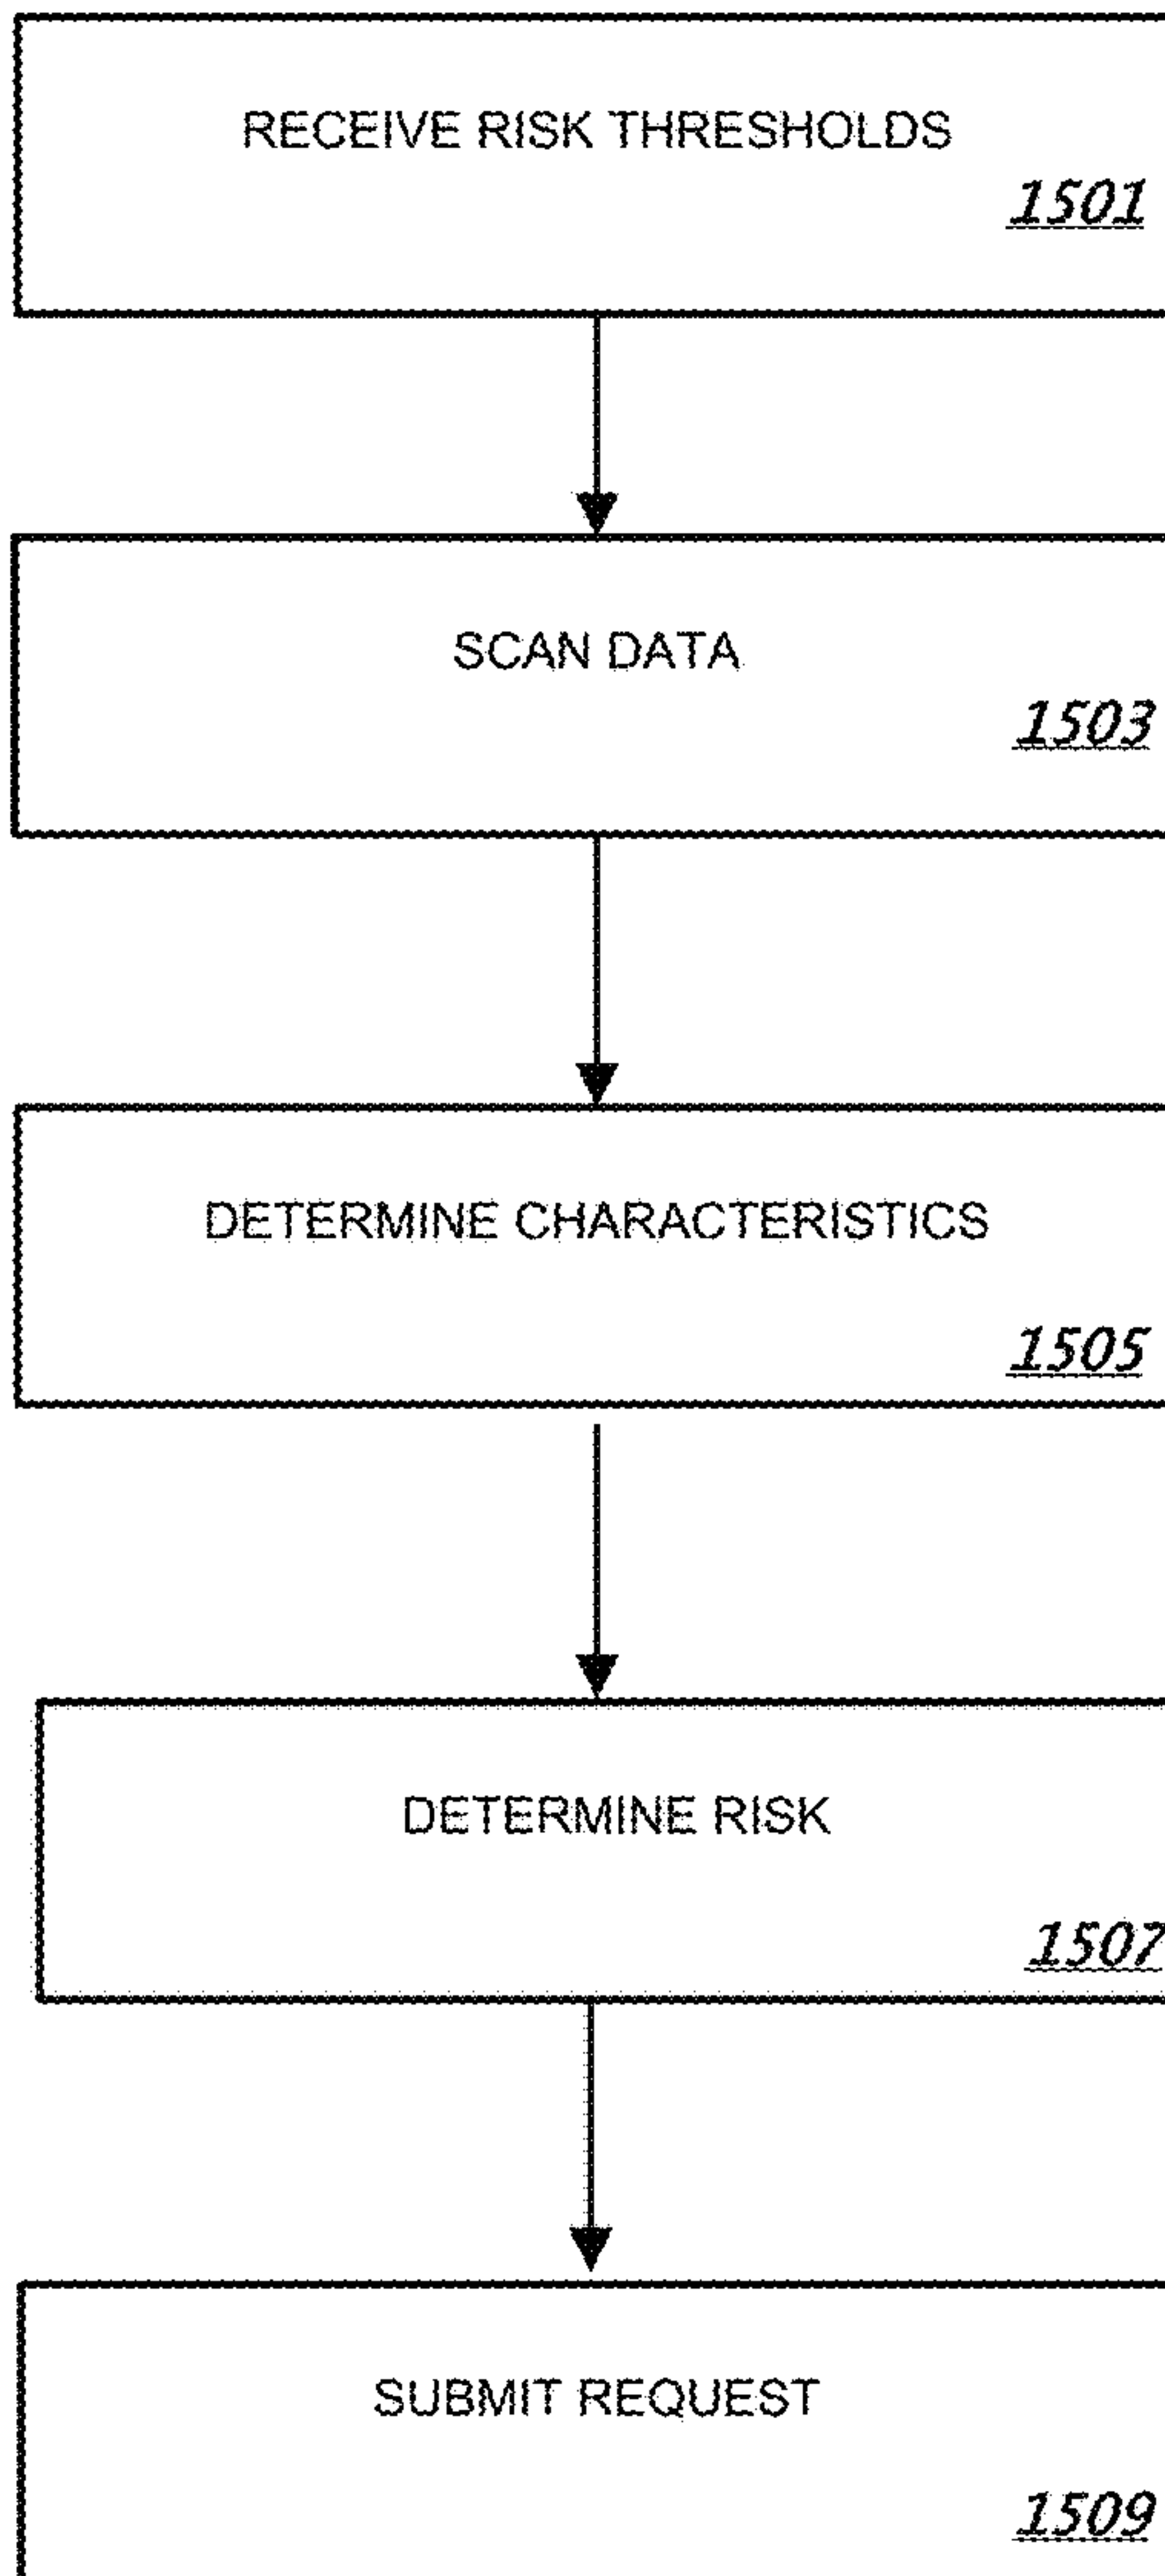 RECEIVE RISK THRESHOLDS
1501
SCAN DATA
1503
DETERMINE CHARACTERISTICS
1505
DETERMINE RISK
1507
SUBMIT REQUEST
1509